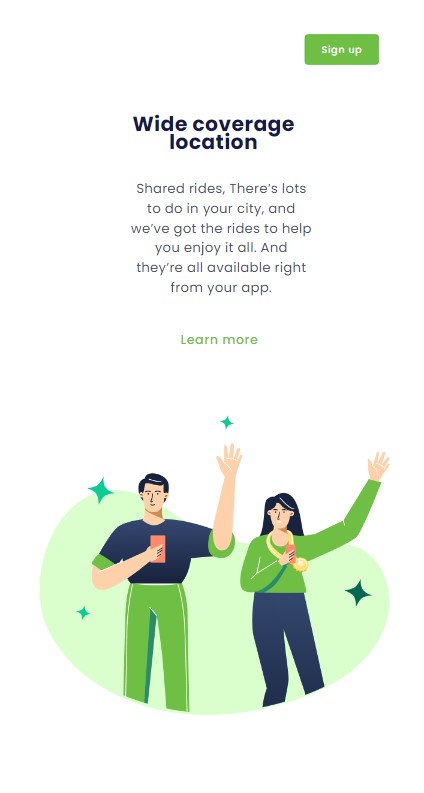 Sign up
Wide coverage
location
Shared rides, There’s lots
to do in your city, and
we’ve got the rides to help
you enjoy it all. And
they’re all available right
from your app.
Learn more